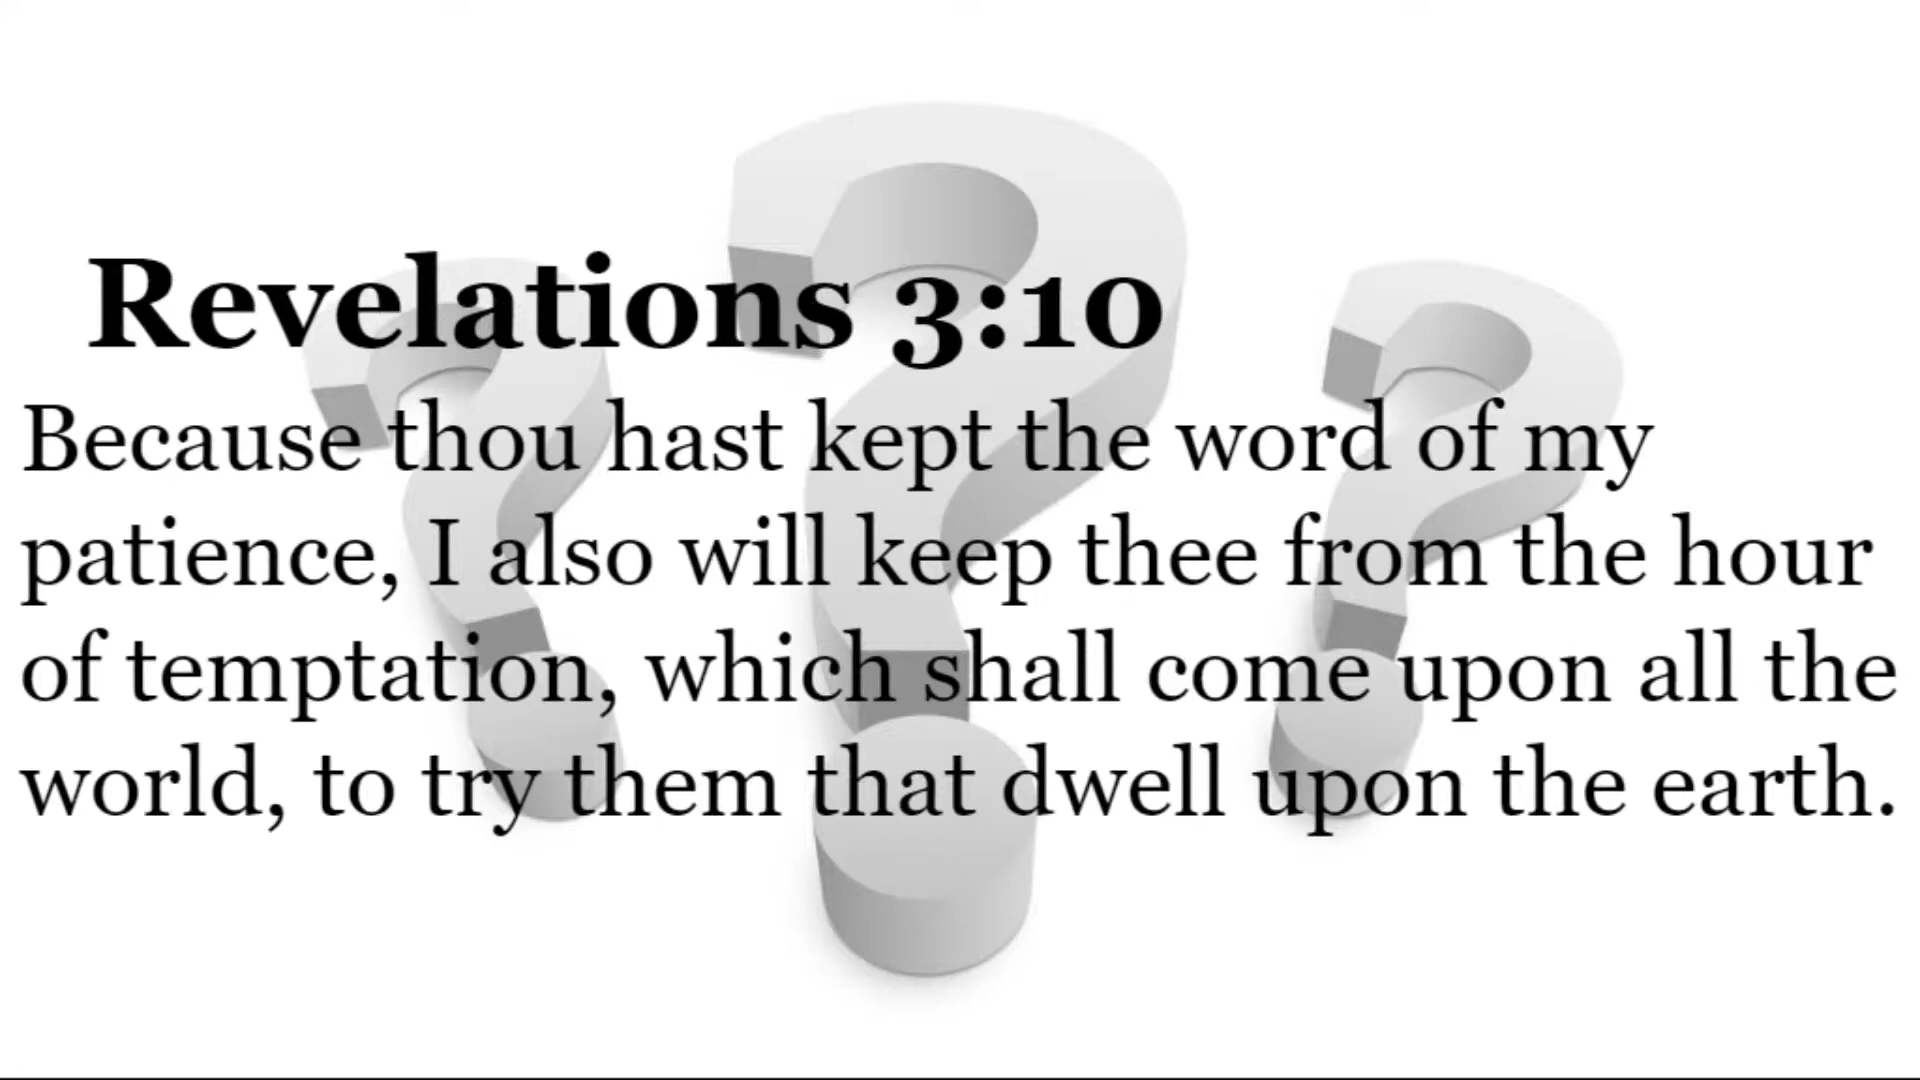 Revelations 3:10
Because thou hast kept the word of my
patience, I also will keep thee from the hour
of temptation, which shall come upon all the
world, to try them that dwell upon the earth.